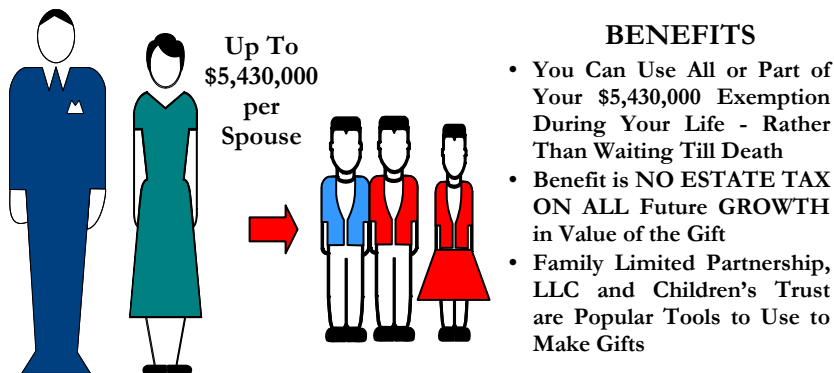 Up To
$5,430,000
per
Spouse
BENEFITS
• You Can Use All or Part of
Your $5,430,000 Exemption
During Your Life - Rather
Than Waiting Till Death
• Benefit is NO ESTATE TAX
ON ALL Future GROWTH
in Value of the Gift
• Family Limited Partnership,
LLC and Children's Trust
are Popular Tools to Use to
Make Gifts